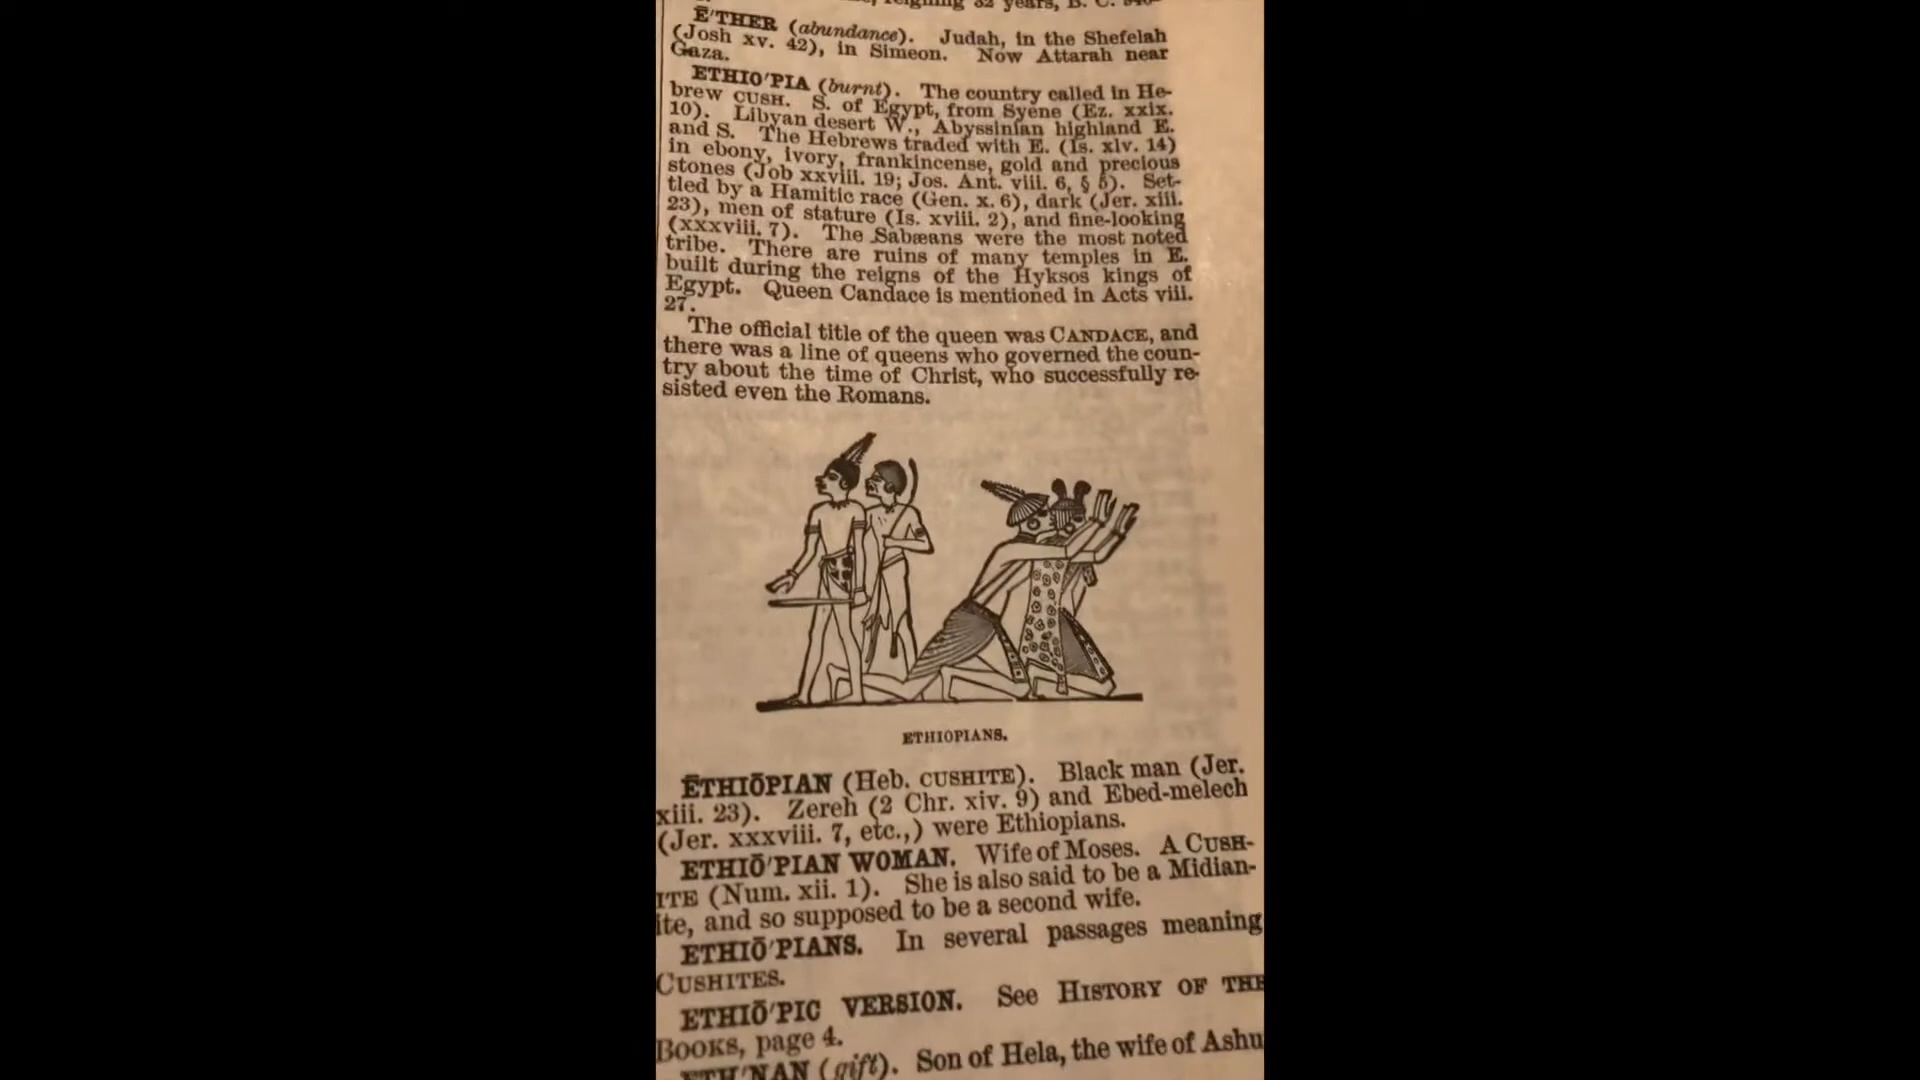 , reigning 32 years, B. C.
Ē'THER (abundance). Judah, in the Shefelah
(Josh xv. 42), in Simeon. Now Attarah near
Gaza.
ETHIO'PIA (burnt). The country called in He-
brew CUSH. S. of Egypt, from Syene (Ez. xxix.
10). Libyan desert W., Abyssinian highland E.
and S. The Hebrews traded with E. (Is. xlv. 14)
in ebony, ivory, frankincense, gold and precious
stones (Job xxviii. 19; Jos. Ant. viii. 6, § 5). Set-
tled by a Hamitic race (Gen. x. 6), dark (Jer. xiii.
23), men of stature (Is. xviii. 2), and fine-looking
(xxxviii. 7). The Sabæans were the most noted
tribe. There are ruins of many temples in E.
built during the reigns of the Hyksos kings of
Egypt. Queen Candace is mentioned in Acts viii.
27.
The official title of the queen was CANDACE, and
there was a line of queens who governed the coun-
try about the time of Christ, who successfully re-
sisted even the Romans.
ETHIOPIANS.
ĒTHIŌPIAN (Heb. CUSHITE). Black man (Jer.
xiii. 23). Zereh (2 Chr. xiv. 9) and Ebed-melech
(Jer. xxxviii. 7, etc.,) were Ethiopians.
ETHIŌ'PIAN WOMAN. Wife of Moses. A CUSH-
ITE (Num. xii. 1). She is also said to be a Midian-
ite, and so supposed to be a second wife.
ETHIŌ'PIANS. In several passages meaning
CUSHITES.
ETHIŌ'PIC VERSION. See HISTORY OF THE
BOOKS, page 4.
ETH'NAN (gift). Son of Hela, the wife of Ashu